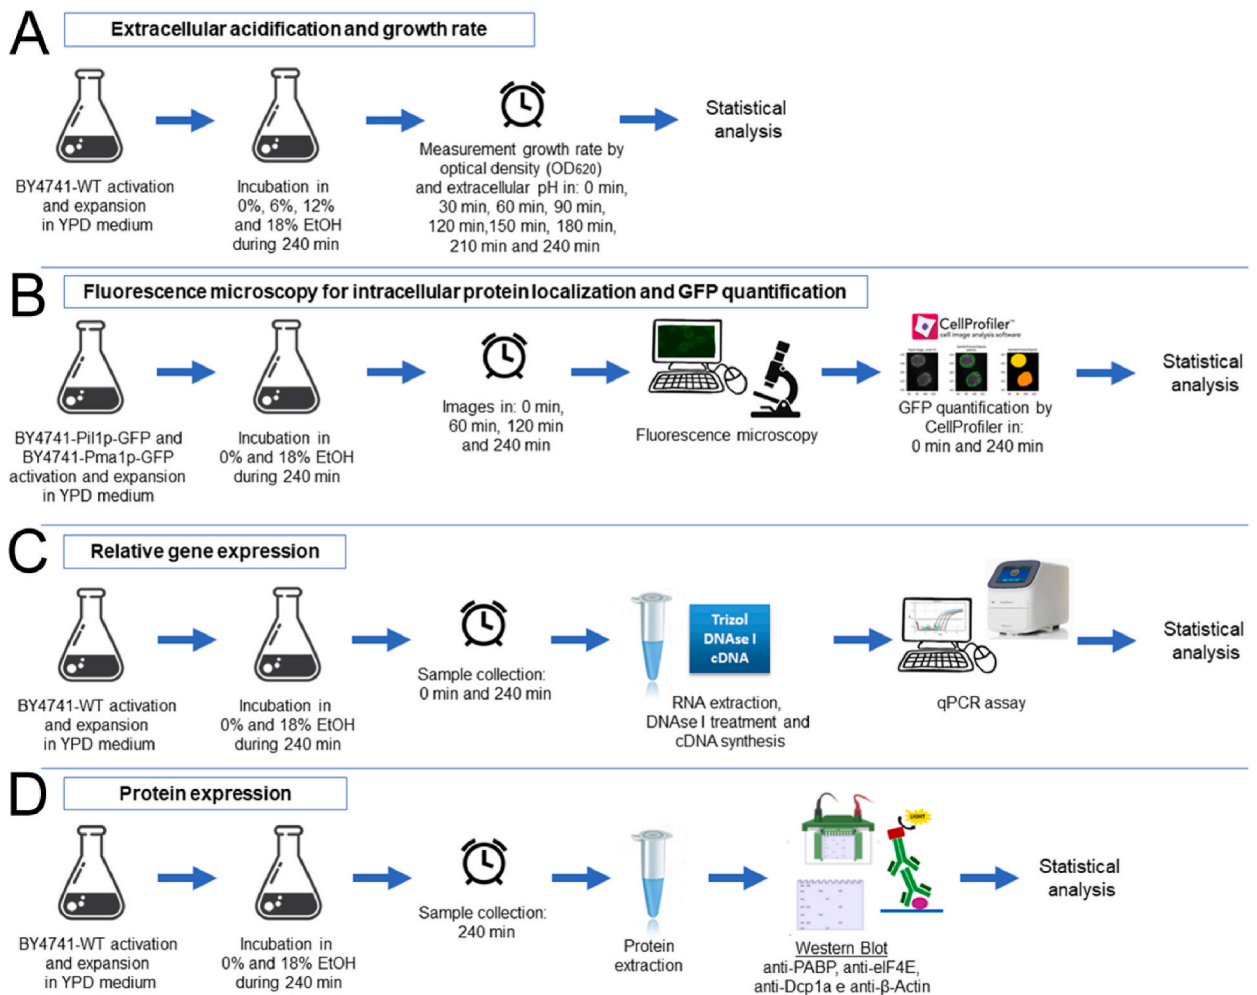 A
Extracellular acidification and growth rate
BY4741-WT activation
and expansion
in YPD medium
Incubation in
0%, 6%, 12%
and 18% EtOH
during 240 min
Measurement growth rate by
optical density (OD620)
and extracellular pH in: 0 min,
30 min, 60 min, 90 min,
120 min,150 min, 180 min,
210 min and 240 min
Statistical
analysis
B
Fluorescence microscopy for intracellular protein localization and GFP quantification
BY4741-Pil1p-GFP and
BY4741-Pma1p-GFP
activation and expansion
in YPD medium
Incubation in
0% and 18% EtOH
during 240 min
Images in: 0 min,
60 min, 120 min
and 240 min
Fluorescence microscopy
CellProfiler™
cell image analysis software
GFP quantification by
CellProfiler in:
0 min and 240 min
Statistical
analysis
C
Relative gene expression
BY4741-WT activation
and expansion
in YPD medium
Incubation in
0% and 18% EtOH
during 240 min
Sample collection:
0 min and 240 min
Trizol
DNAse I
cDNA
RNA extraction,
DNAse I treatment and
cDNA synthesis
qPCR assay
Statistical
analysis
D
Protein expression
BY4741-WT activation
and expansion
in YPD medium
Incubation in
0% and 18% EtOH
during 240 min
Sample collection:
240 min
Protein
extraction
LIGHT
Western Blot
anti-PABP, anti-eIF4E,
anti-Dcp1a e anti-β-Actin
Statistical
analysis